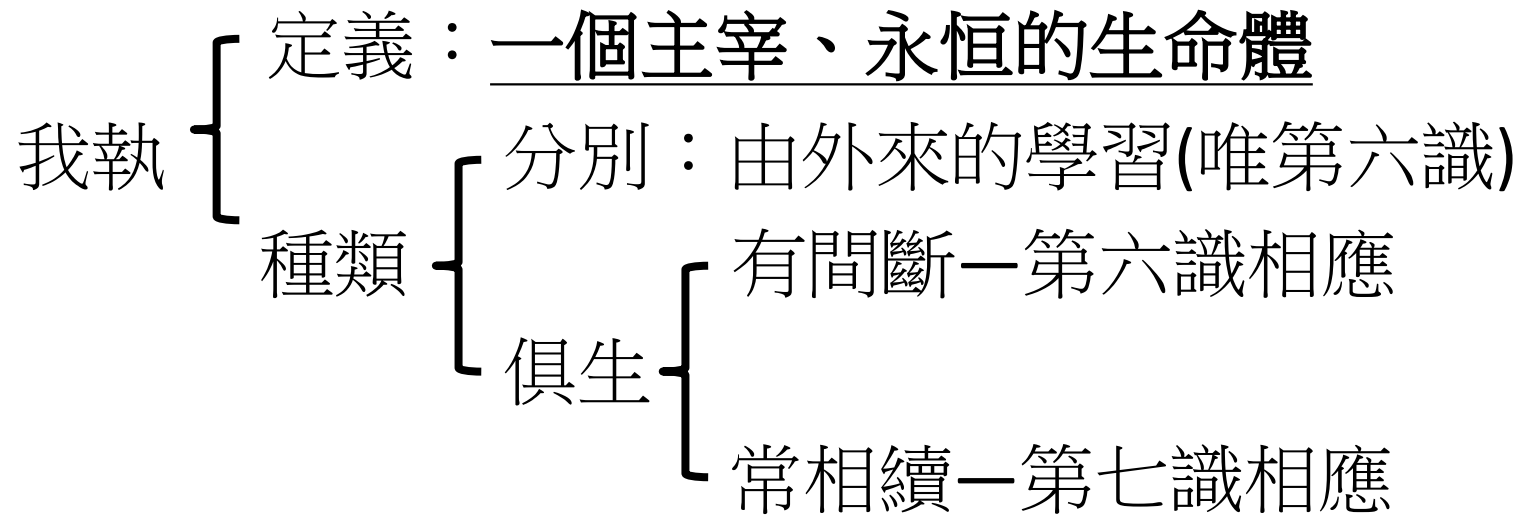 定義：一個主宰、永恒的生命體
我執
分別：由外來的學習(唯第六識)
種類
有間斷—第六識相應
俱生
常相續—第七識相應